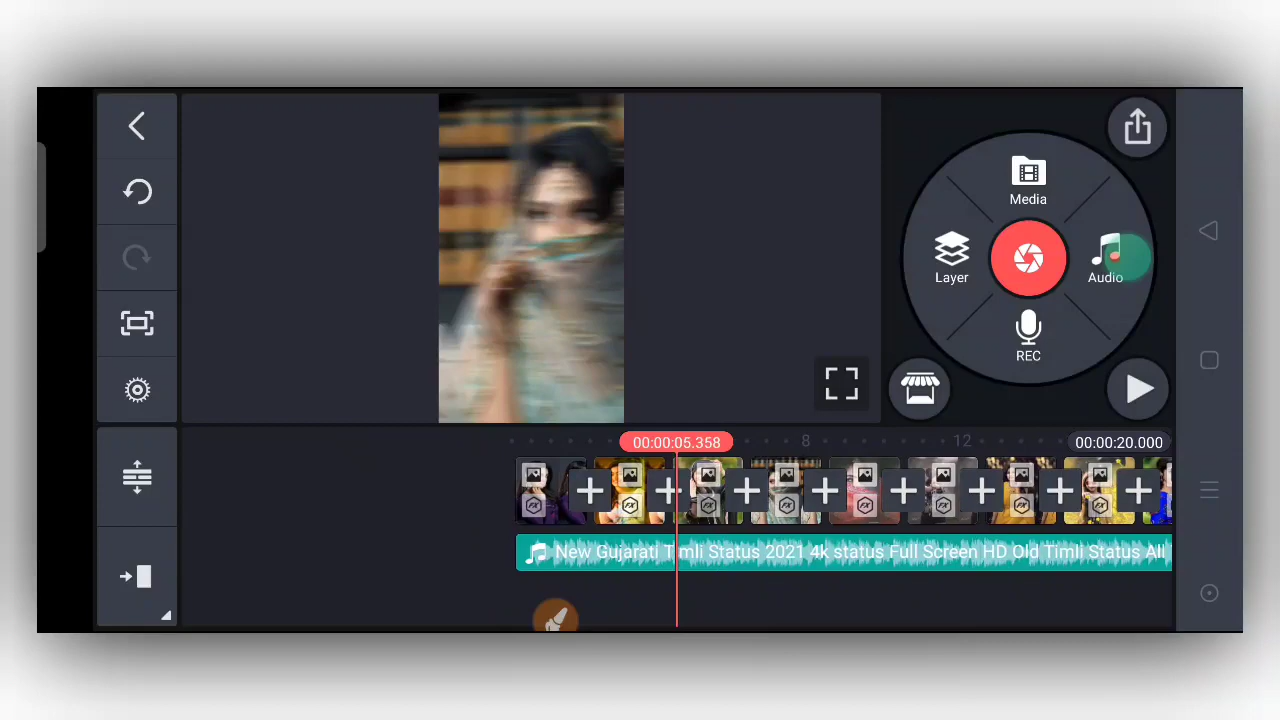 Media
Layer
Audio
REC
00:00:05.358
8
12
00:00:20.000
New Gujarati Timli Status 2021 4k status Full Screen HD Old Timli Status All